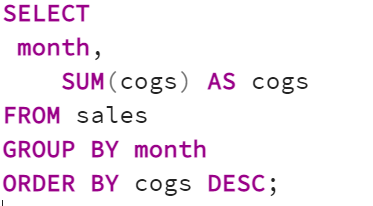 SELECT
 month,
    SUM(cogs) AS cogs
FROM sales
GROUP BY month
ORDER BY cogs DESC;